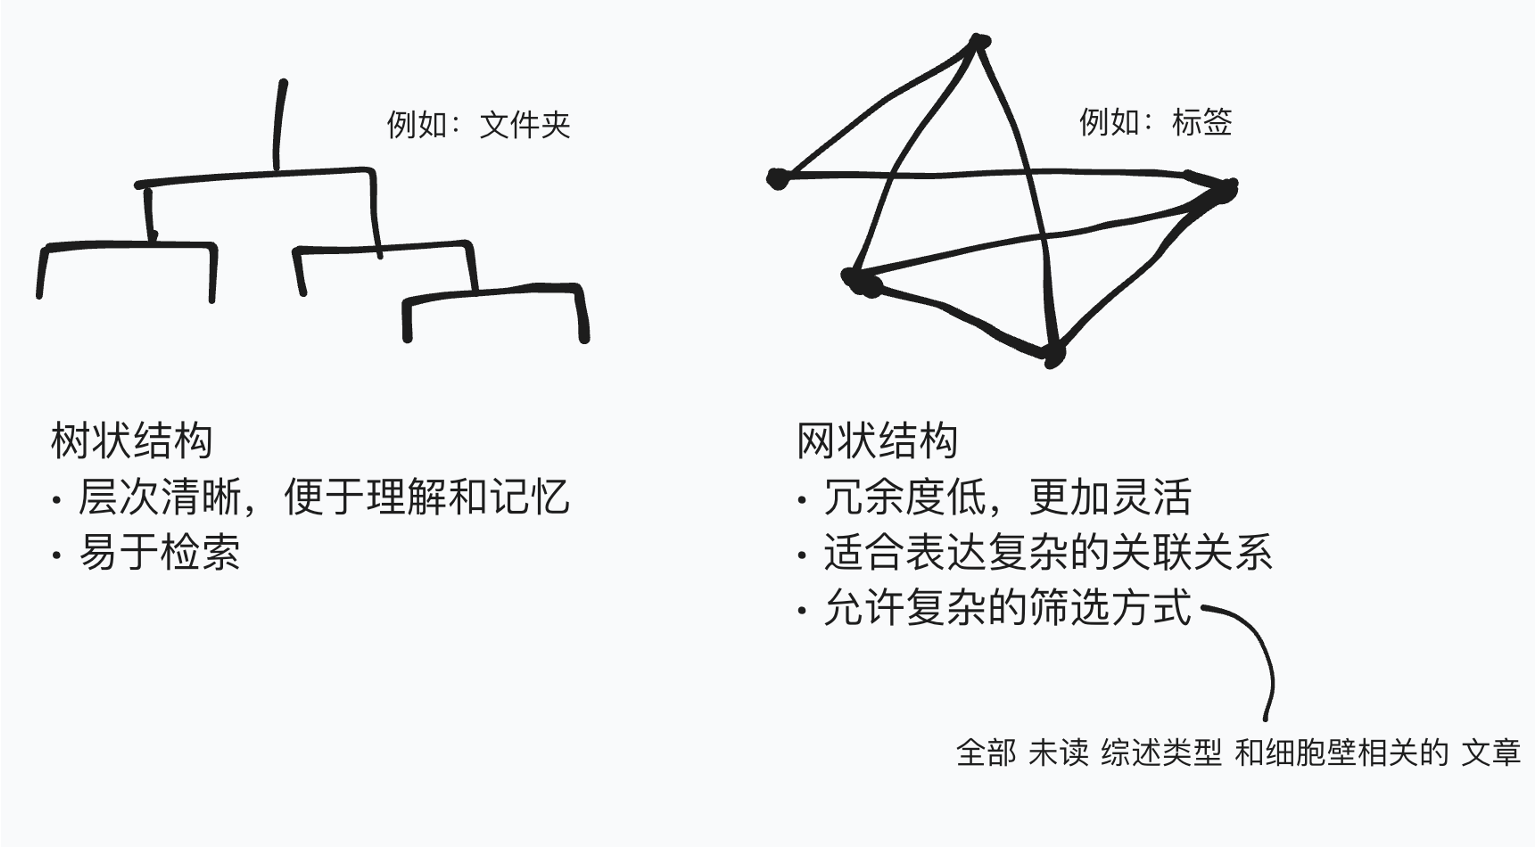 例如：文件夹
树状结构
• 层次清晰，便于理解和记忆
• 易于检索
例如：标签
网状结构
• 冗余度低，更加灵活
• 适合表达复杂的关联关系
• 允许复杂的筛选方式
全部 未读 综述类型 和细胞壁相关的 文章